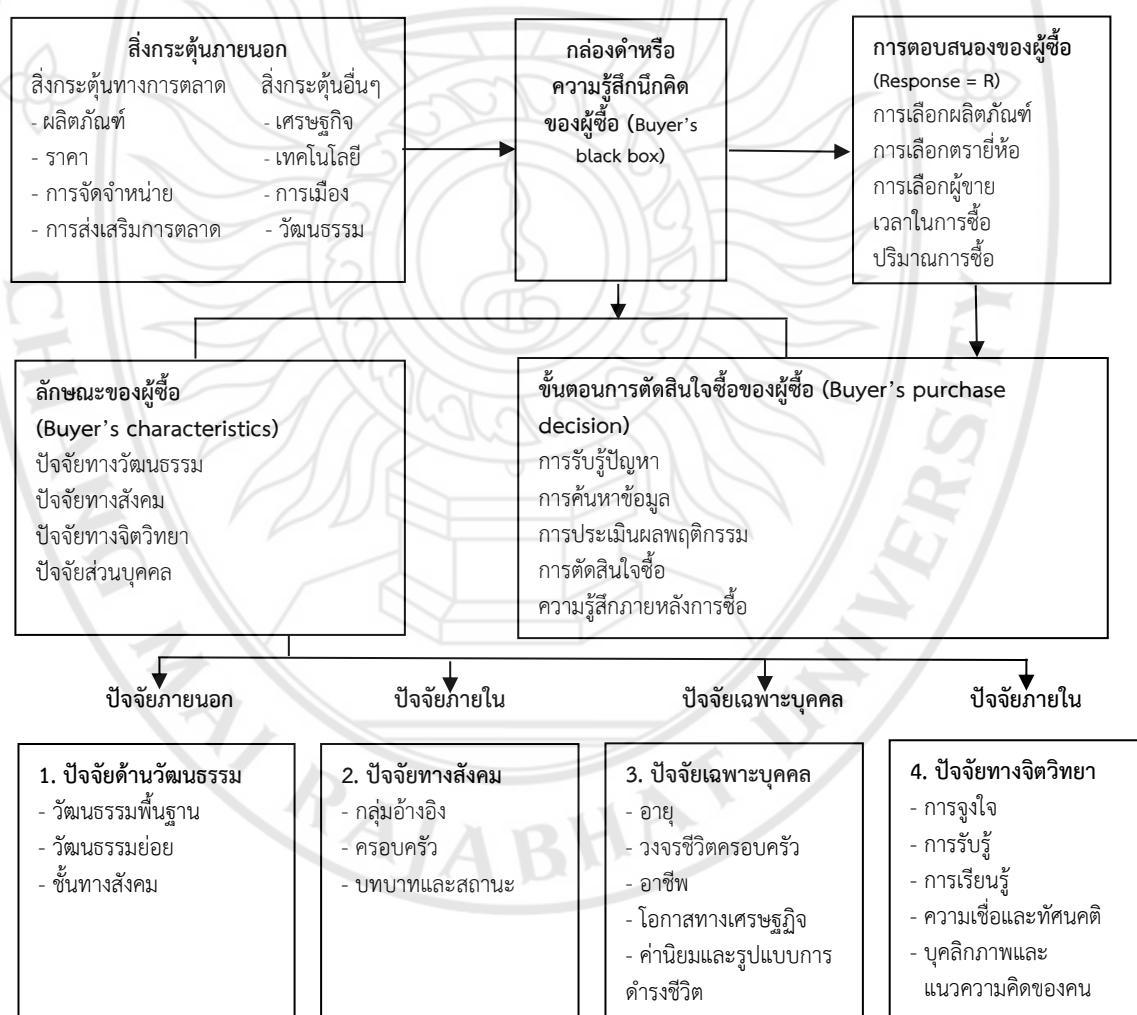 สิ่งกระตุ้นภายนอก
สิ่งกระตุ้นทางการตลาด สิ่งกระตุ้นอื่นๆ
- ผลิตภัณฑ์ - เศรษฐกิจ
- ราคา - เทคโนโลยี
- การจัดจำหน่าย - การเมือง
- การส่งเสริมการตลาด - วัฒนธรรม
กล่องดำหรือ
ความรู้สึกนึกคิด
ของผู้ซื้อ (Buyer's
black box)
การตอบสนองของผู้ซื้อ
(Response = R)
การเลือกผลิตภัณฑ์
การเลือกตรายี่ห้อ
การเลือกผู้ขาย
เวลาในการซื้อ
ปริมาณการซื้อ
ลักษณะของผู้ซื้อ
(Buyer's characteristics)
ปัจจัยทางวัฒนธรรม
ปัจจัยทางสังคม
ปัจจัยทางจิตวิทยา
ปัจจัยส่วนบุคคล
ขั้นตอนการตัดสินใจซื้อของผู้ซื้อ (Buyer's purchase
decision)
การรับรู้ปัญหา
การค้นหาข้อมูล
การประเมินผลพฤติกรรม
การตัดสินใจซื้อ
ความรู้สึกภายหลังการซื้อ
ปัจจัยภายนอก ปัจจัยภายใน ปัจจัยเฉพาะบุคคล ปัจจัยภายใน
1. ปัจจัยด้านวัฒนธรรม
- วัฒนธรรมพื้นฐาน
- วัฒนธรรมย่อย
- ชั้นทางสังคม
2. ปัจจัยทางสังคม
- กลุ่มอ้างอิง
- ครอบครัว
- บทบาทและสถานะ
3. ปัจจัยเฉพาะบุคคล
- อายุ
- วงจรชีวิตครอบครัว
- อาชีพ
- โอกาสทางเศรษฐฏิจ
- ค่านิยมและรูปแบบการ
ดำรงชีวิต
4. ปัจจัยทางจิตวิทยา
- การจูงใจ
- การรับรู้
- การเรียนรู้
- ความเชื่อและทัศนคติ
- บุคลิกภาพและ
แนวความคิดของคน
CHIANG MAI RAJABHAT UNIVERSITY